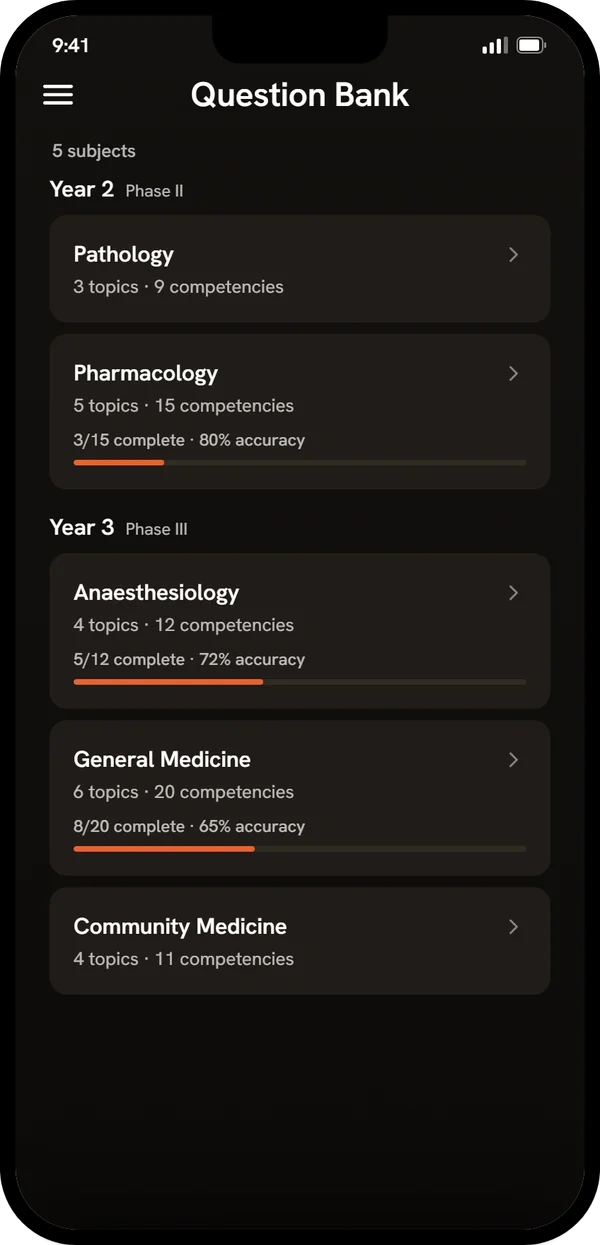 9:41
Question Bank
5 subjects
Year 2 Phase II
Pathology
3 topics · 9 competencies
Pharmacology
5 topics · 15 competencies
3/15 complete · 80% accuracy
Year 3 Phase III
Anaesthesiology
4 topics · 12 competencies
5/12 complete · 72% accuracy
General Medicine
6 topics · 20 competencies
8/20 complete · 65% accuracy
Community Medicine
4 topics · 11 competencies